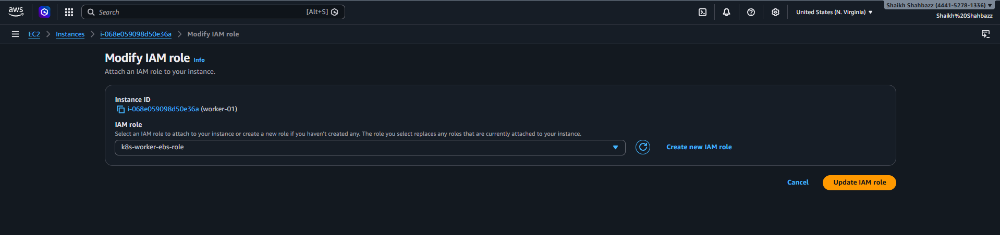 aws
Search
[Alt+S]
United States (N. Virginia)
Shaikh Shahbazz (4441-5278-1336)
Shaikh%20Shahbazz
EC2
Instances
i-068e059098d50e36a
Modify IAM role
Modify IAM role Info
Attach an IAM role to your instance.
Instance ID
i-068e059098d50e36a (worker-01)
IAM role
Select an IAM role to attach to your instance or create a new role if you haven't created any. The role you select replaces any roles that are currently attached to your instance.
k8s-worker-ebs-role
Create new IAM role
Cancel
Update IAM role